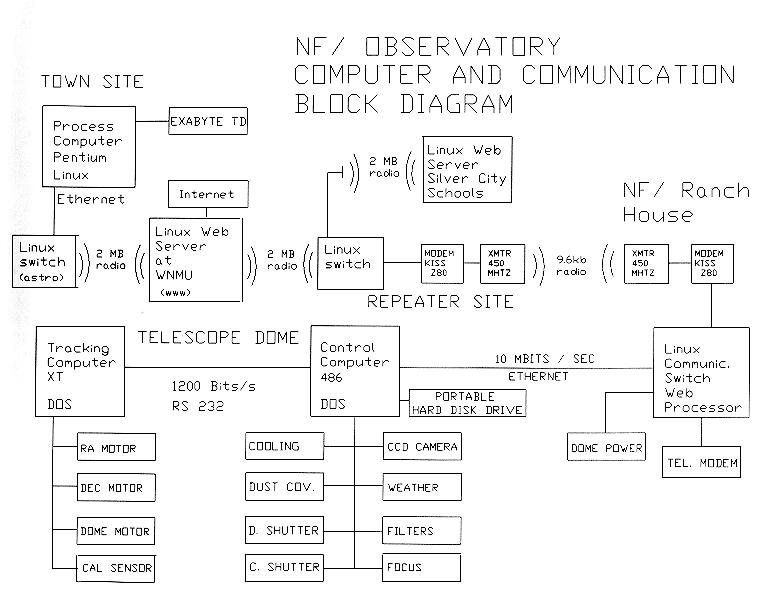 NF/ OBSERVATORY
COMPUTER AND COMMUNICATION
BLOCK DIAGRAM
TOWN SITE
Process
Computer
Pentium
Linux
EXABYTE TD
Ethernet
Internet
2 MB
radio
Linux Web
Server
Silver City
Schools
NF/ Ranch
House
Linux
switch
(astro)
2 MB
radio
Linux Web
Server
at
WNMU
(www)
2 MB
radio
Linux
switch
MODEM
KISS
Z80
XMTR
450
MHTZ
9.6kb
radio
XMTR
450
MHTZ
MODEM
KISS
Z80
REPEATER SITE
TELESCOPE DOME
Tracking
Computer
XT
DOS
1200 Bits/s
RS 232
Control
Computer
486
DOS
10 MBITS / SEC
ETHERNET
PORTABLE
HARD DISK DRIVE
Linux
Communic.
Switch
Web
Processor
DOME POWER
TEL. MODEM
RA MOTOR
DEC MOTOR
DOME MOTOR
CAL SENSOR
COOLING
DUST COV.
D. SHUTTER
C. SHUTTER
CCD CAMERA
WEATHER
FILTERS
FOCUS